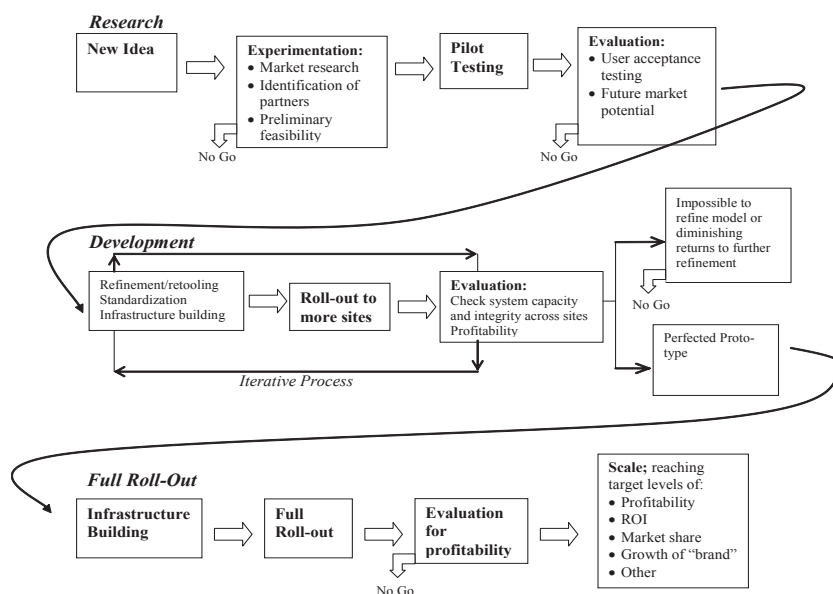 Research
New Idea
Experimentation:
• Market research
• Identification of
partners
• Preliminary
feasibility
No Go
Pilot
Testing
Evaluation:
• User acceptance
testing
• Future market
potential
No Go
Development
Refinement/retooling
Standardization
Infrastructure building
Roll-out to
more sites
Evaluation:
Check system capacity
and integrity across sites
Profitability
Iterative Process
Impossible to
refine model or
diminishing
returns to further
refinement
No Go
Perfected Proto-
type
Full Roll-Out
Infrastructure
Building
Full
Roll-out
Evaluation
for
profitability
No Go
Scale; reaching
target levels of:
• Profitability
• ROI
• Market share
• Growth of “brand”
• Other